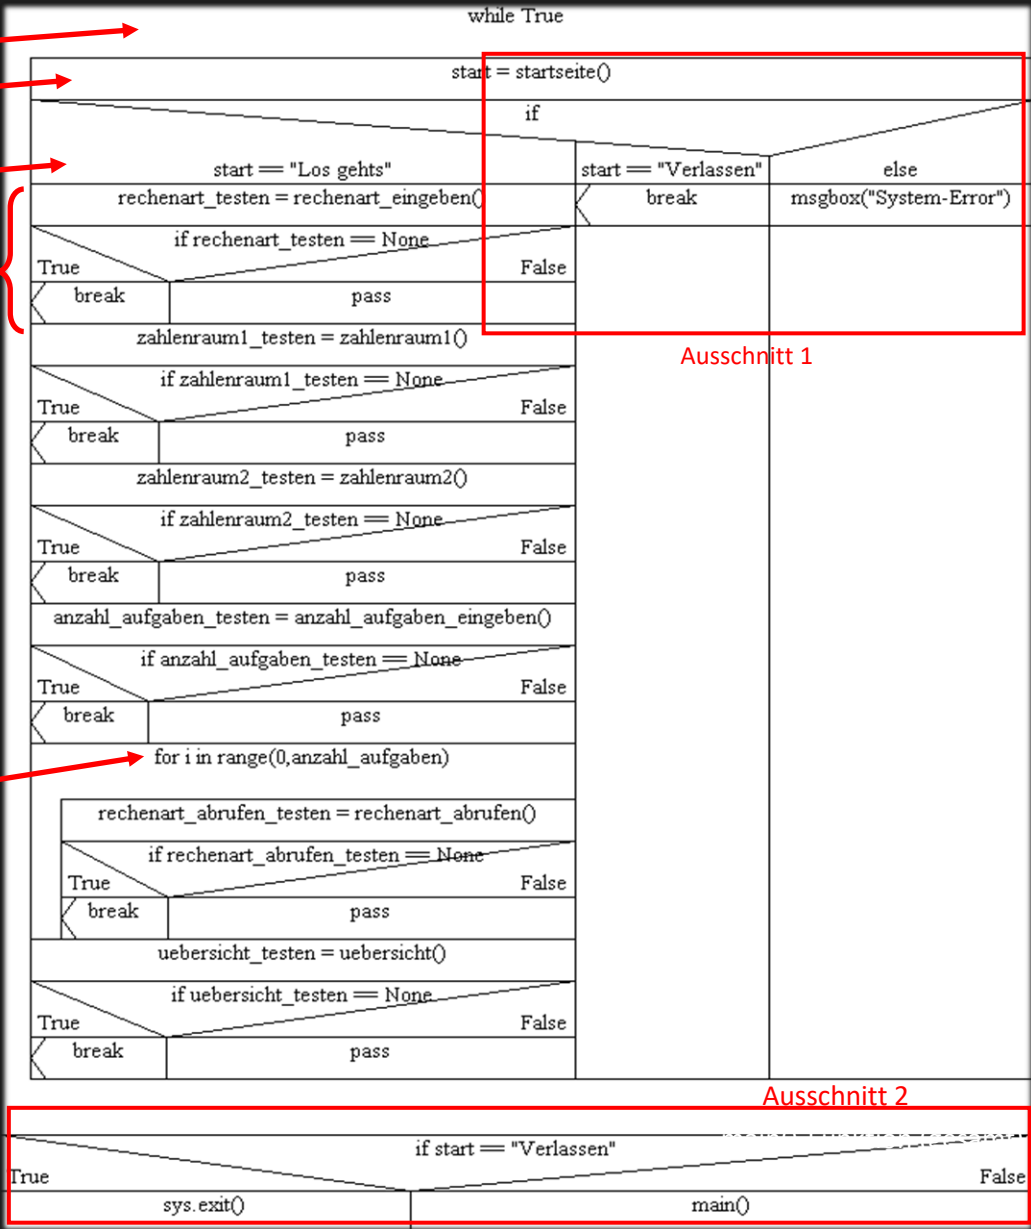 while True
start = startseite()
if
start == "Los gehts"
start == "Verlassen"
else
rechenart_testen = rechenart_eingeben()
break
msgbox("System-Error")
if rechenart_testen == None
True
False
break
pass
zahlenraum1_testen = zahlenraum1()
Ausschnitt 1
if zahlenraum1_testen == None
True
False
break
pass
zahlenraum2_testen = zahlenraum2()
if zahlenraum2_testen == None
True
False
break
pass
anzahl_aufgaben_testen = anzahl_aufgaben_eingeben()
if anzahl_aufgaben_testen == None
True
False
break
pass
for i in range(0,anzahl_aufgaben)
rechenart_abrufen_testen = rechenart_abrufen()
if rechenart_abrufen_testen == None
True
False
break
pass
uebersicht_testen = uebersicht()
if uebersicht_testen == None
True
False
break
pass
Ausschnitt 2
if start == "Verlassen"
True
False
sys.exit()
main()